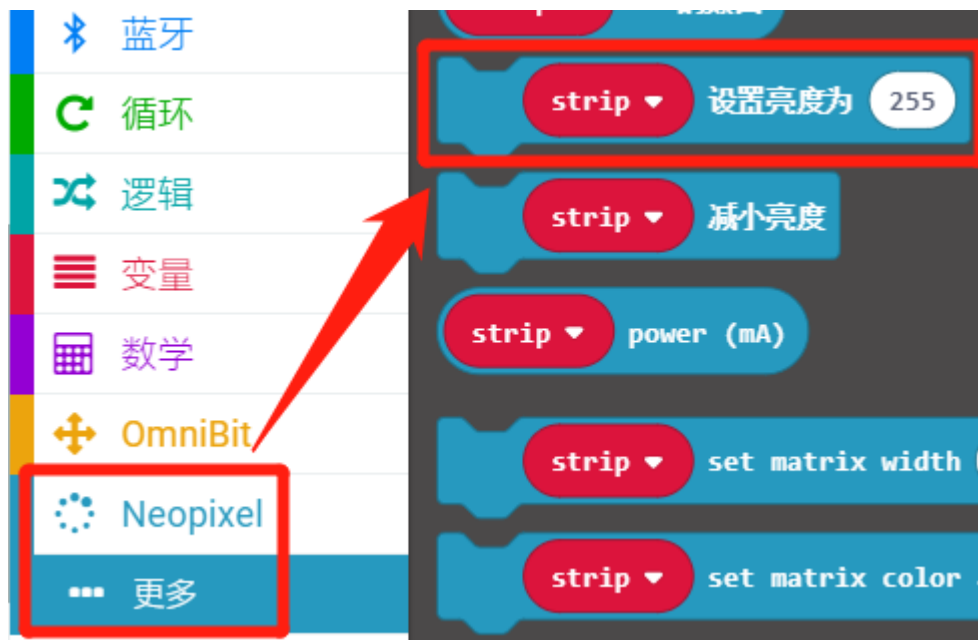 蓝牙
循环
逻辑
变量
数学
OmniBit
Neopixel
更多
strip 设置亮度为 255
strip 减小亮度
strip power (mA)
strip set matrix width
strip set matrix color